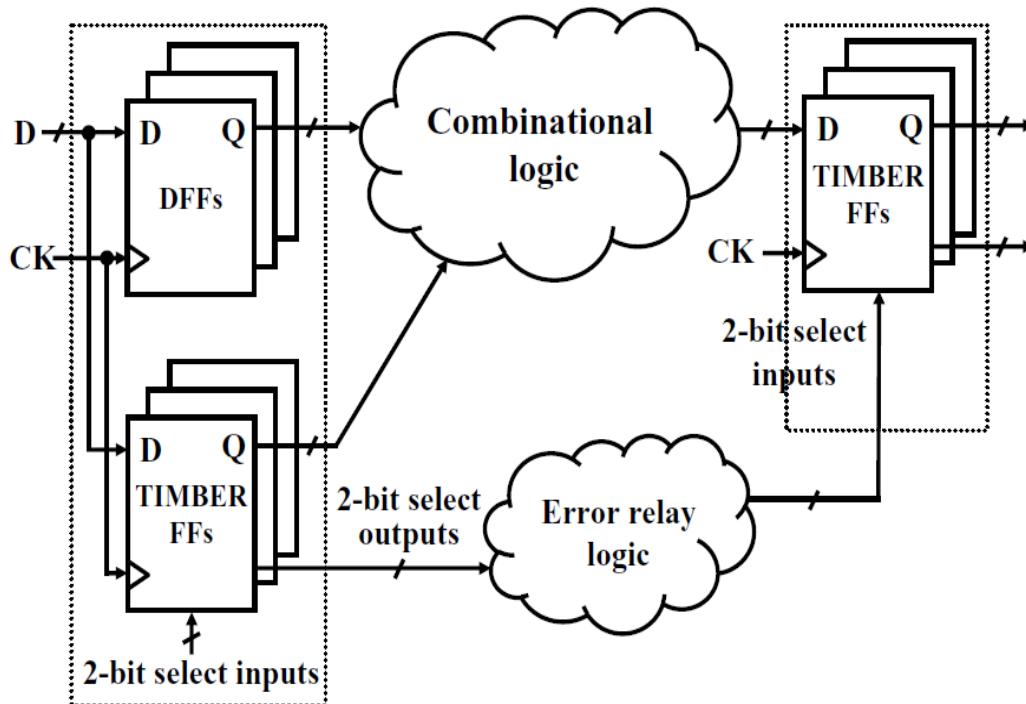 D
D
Q
DFFs
CK
Combinational
logic
D
Q
TIMBER
FFs
CK
2-bit select
inputs
D
Q
TIMBER
FFs
2-bit select
outputs
Error relay
logic
2-bit select inputs